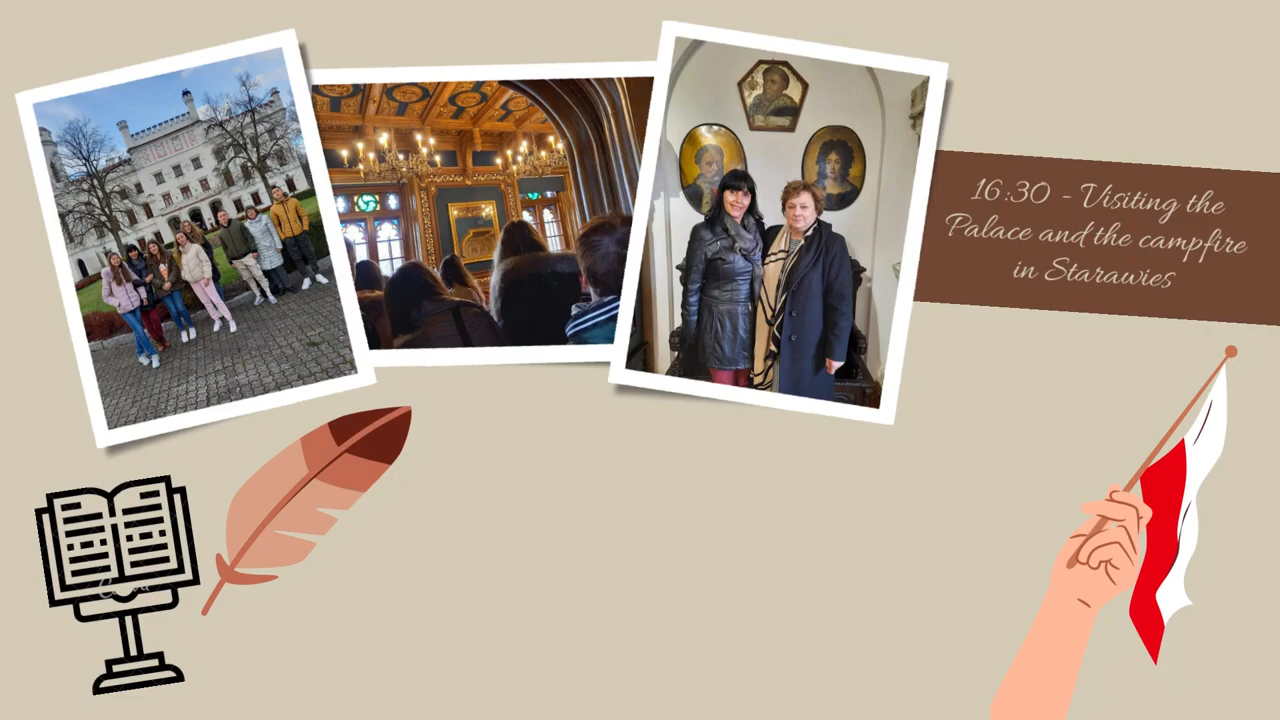 16:30 - Visiting the
Palace and the campfire
in Starawies